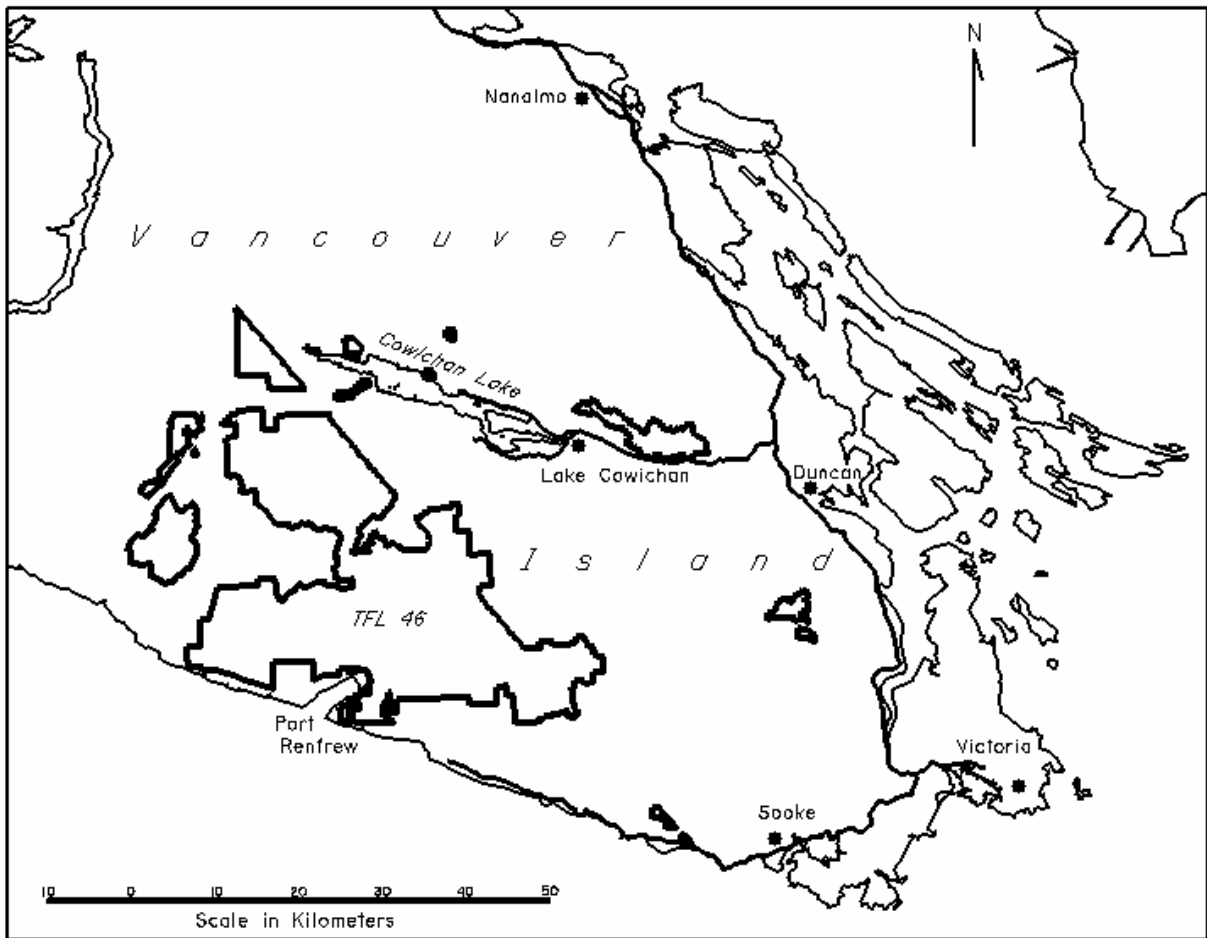 N
Nanaimo
Vancouver
Cowichan Lake
Lake Cowichan
Duncan
Island
TFL 46
Port
Renfrew
Victoria
Sooke
10 0 10 20 30 40 50
Scale in Kilometers